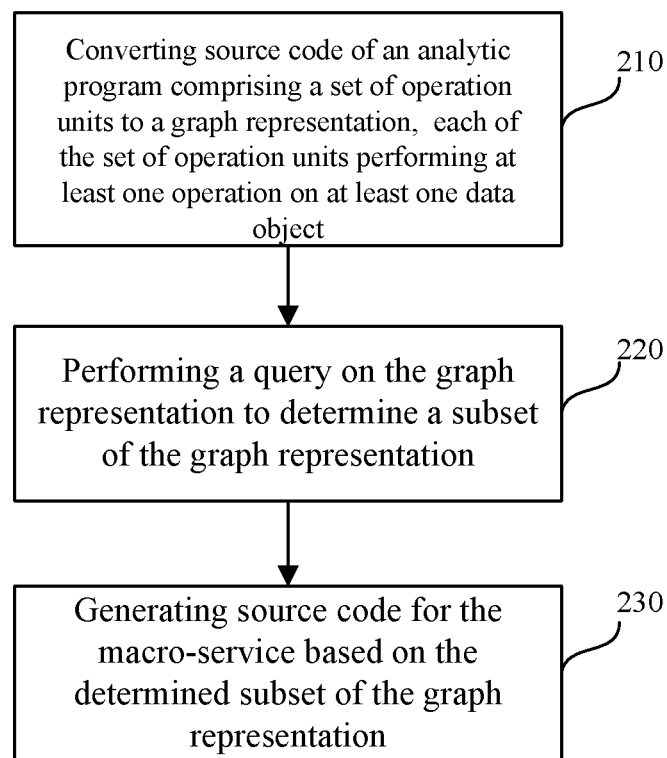 Converting source code of an analytic
program comprising a set of operation
units to a graph representation, each of
the set of operation units performing at
least one operation on at least one data
object
210
Performing a query on the graph
representation to determine a subset
of the graph representation
220
Generating source code for the
macro-service based on the
determined subset of the graph
representation
230